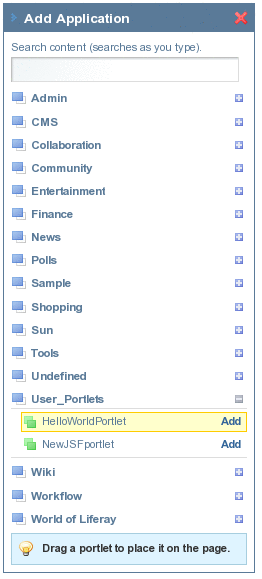 Add Application
Search content (searches as you type).
Admin
CMS
Collaboration
Community
Entertainment
Finance
News
Polls
Sample
Shopping
Sun
Tools
Undefined
User_Portlets
HelloWorldPortlet Add
NewJSFportlet Add
Wiki
Workflow
World of Liferay
Drag a portlet to place it on the page.